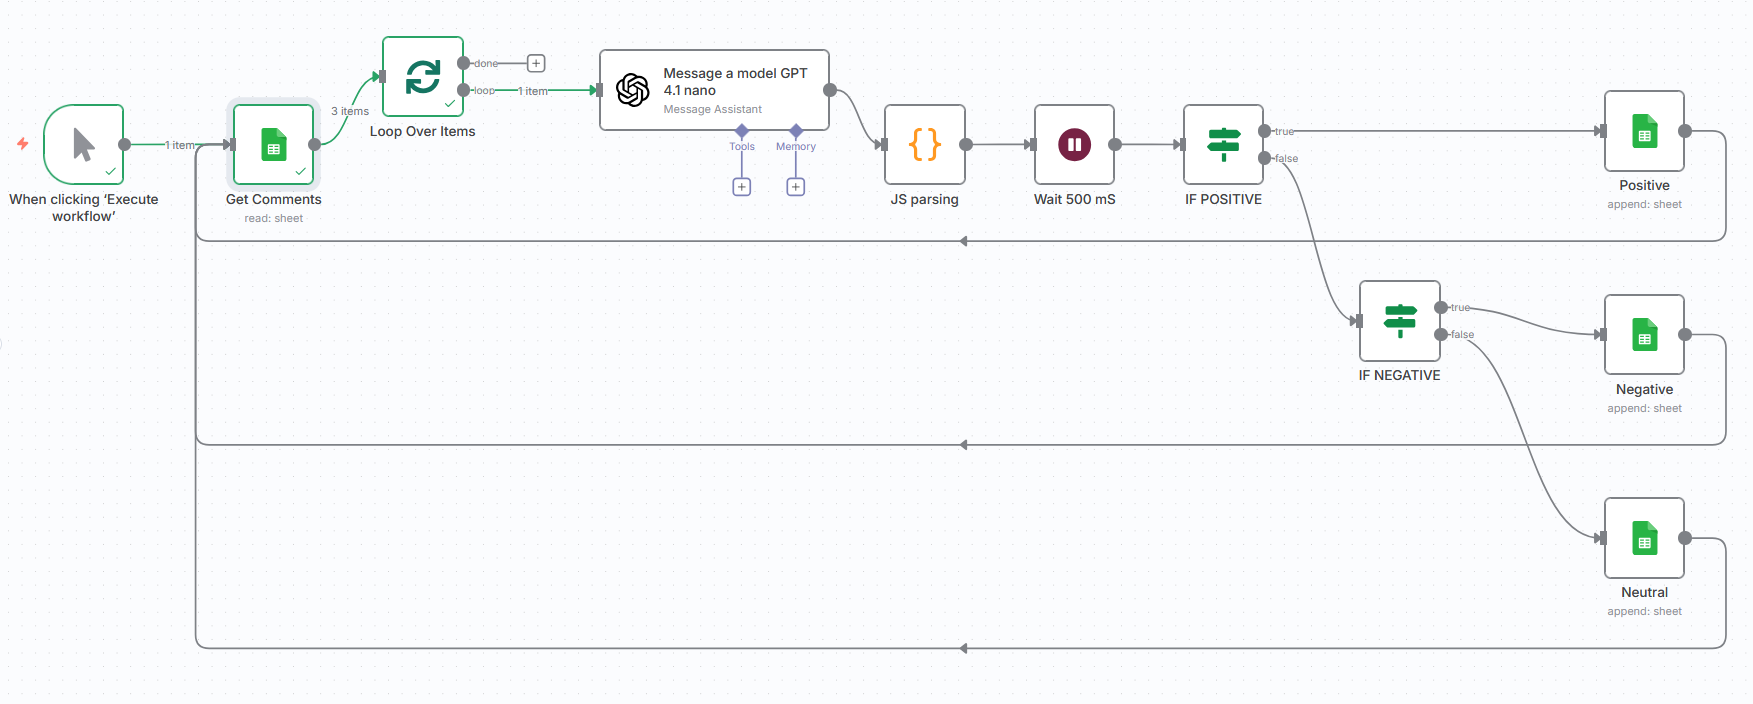 When clicking ‘Execute
workflow’
1 item
Get Comments
read: sheet
3 items
Loop Over Items
done
loop
1 item
Message a model GPT
4.1 nano
Message Assistant
Tools
Memory
{}
JS parsing
Wait 500 mS
IF POSITIVE
true
false
Positive
append: sheet
IF NEGATIVE
true
false
Negative
append: sheet
Neutral
append: sheet